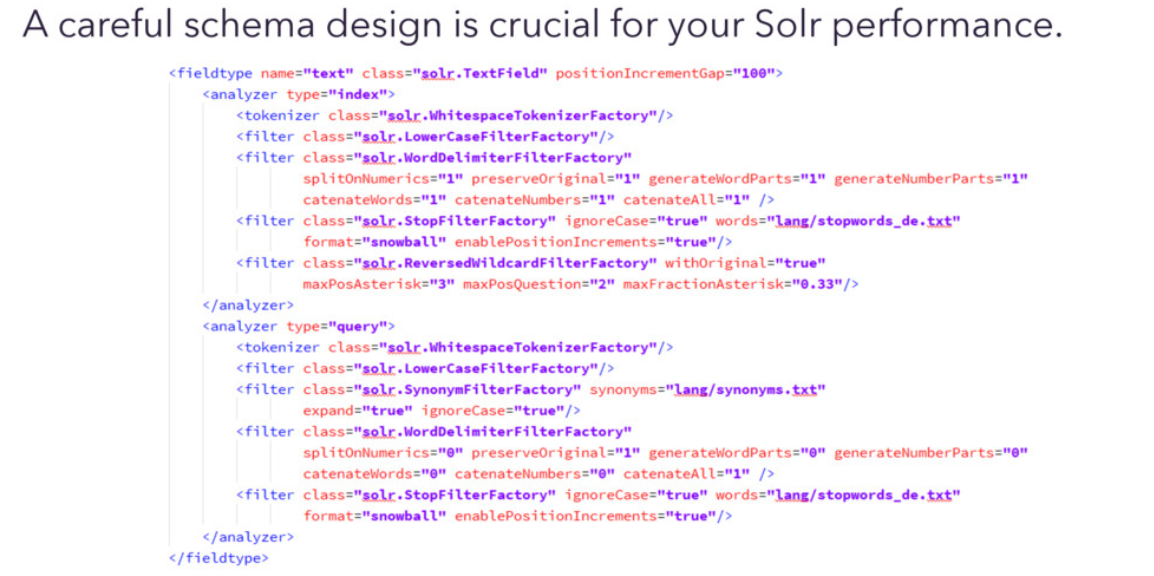 A careful schema design is crucial for your Solr performance.
<fieldtype name="text" class="solr.TextField" positionIncrementGap="100">
<analyzer type="index">
<tokenizer class="solr.WhitespaceTokenizerFactory"/>
<filter class="solr.LowerCaseFilterFactory"/>
<filter class="solr.WordDelimiterFilterFactory"
splitOnNumerics="1" preserveOriginal="1" generateWordParts="1" generateNumberParts="1"
catenateWords="1" catenateNumbers="1" catenateAll="1" />
<filter class="solr.StopFilterFactory" ignoreCase="true" words="lang/stopwords_de.txt"
format="snowball" enablePositionIncrements="true"/>
<filter class="solr.ReversedWildcardFilterFactory" withOriginal="true"
maxPosAsterisk="3" maxPosQuestion="2" maxFractionAsterisk="0.33"/>
</analyzer>
<analyzer type="query">
<tokenizer class="solr.WhitespaceTokenizerFactory"/>
<filter class="solr.LowerCaseFilterFactory"/>
<filter class="solr.SynonymFilterFactory" synonyms="lang/synonyms.txt"
expand="true" ignoreCase="true"/>
<filter class="solr.WordDelimiterFilterFactory"
splitOnNumerics="0" preserveOriginal="1" generateWordParts="0" generateNumberParts="0"
catenateWords="0" catenateNumbers="0" catenateAll="1" />
<filter class="solr.StopFilterFactory" ignoreCase="true" words="lang/stopwords_de.txt"
format="snowball" enablePositionIncrements="true"/>
</analyzer>
</fieldtype>